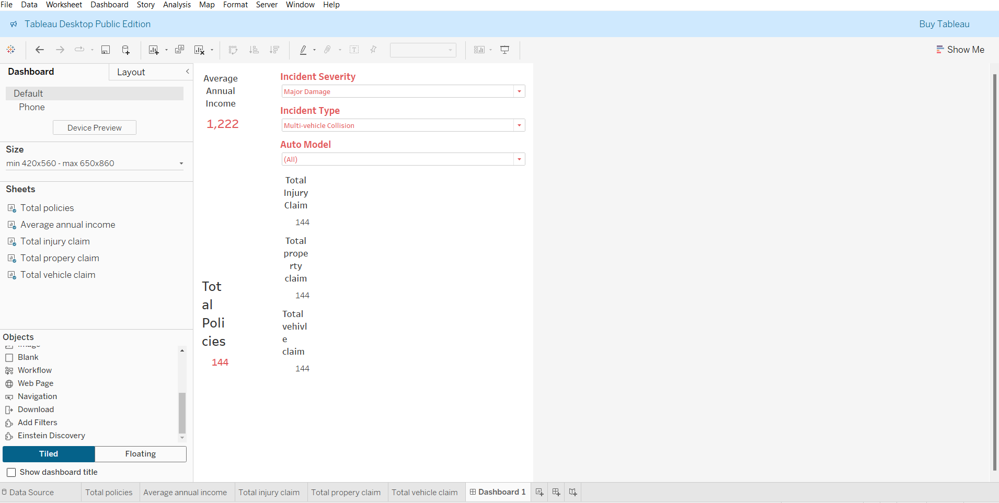 File Data Worksheet Dashboard Story Analysis Map Format Server Window Help
Tableau Desktop Public Edition
Buy Tableau
Show Me
Dashboard
Layout
Default
Phone
Device Preview
Size
min 420x560 - max 650x860
Sheets
Total policies
Average annual income
Total injury claim
Total propery claim
Total vehicle claim
Objects
Image
Blank
Workflow
Web Page
Navigation
Download
Add Filters
Einstein Discovery
Tiled
Floating
Show dashboard title
Average
Annual
Income
1,222
Tot
al
Poli
cies
144
Incident Severity
Major Damage
Incident Type
Multi-vehicle Collision
Auto Model
(All)
Total
Injury
Claim
144
Total
prope
rty
claim
144
Total
vehivl
e
claim
144
Data Source Total policies Average annual income Total injury claim Total propery claim Total vehicle claim Dashboard 1